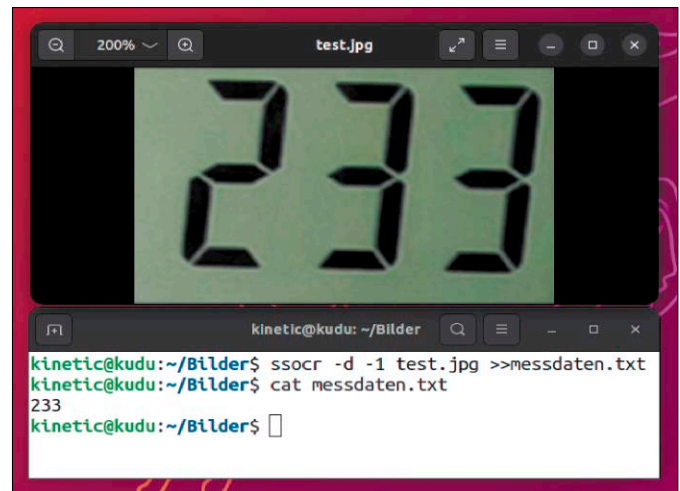 200%
test.jpg
233
kinetic@kudu: ~/Bilder
kinetic@kudu:~/Bilder$ ssocr -d -1 test.jpg >>messdaten.txt
kinetic@kudu:~/Bilder$ cat messdaten.txt
233
kinetic@kudu:~/Bilder$